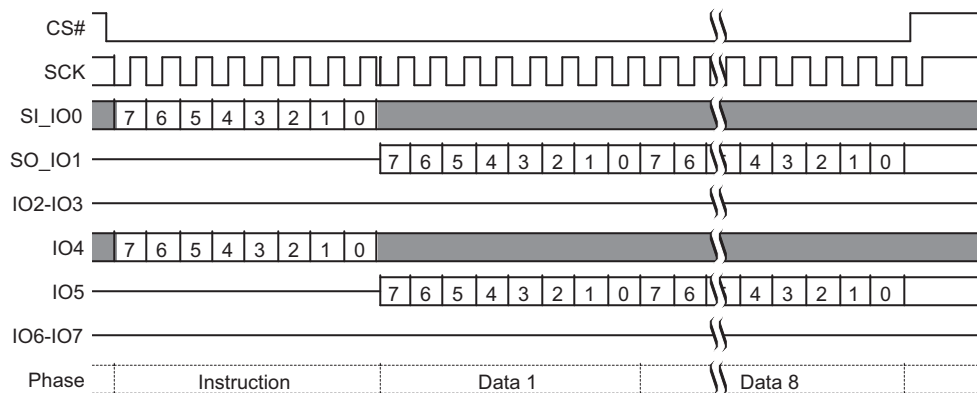 CS#
SCK
SI_IO0 7 6 5 4 3 2 1 0
SO_IO1 7 6 5 4 3 2 1 0 7 6 4 3 2 1 0
IO2-IO3
IO4 7 6 5 4 3 2 1 0
IO5 7 6 5 4 3 2 1 0 7 6 4 3 2 1 0
IO6-IO7
Phase Instruction Data 1 Data 8